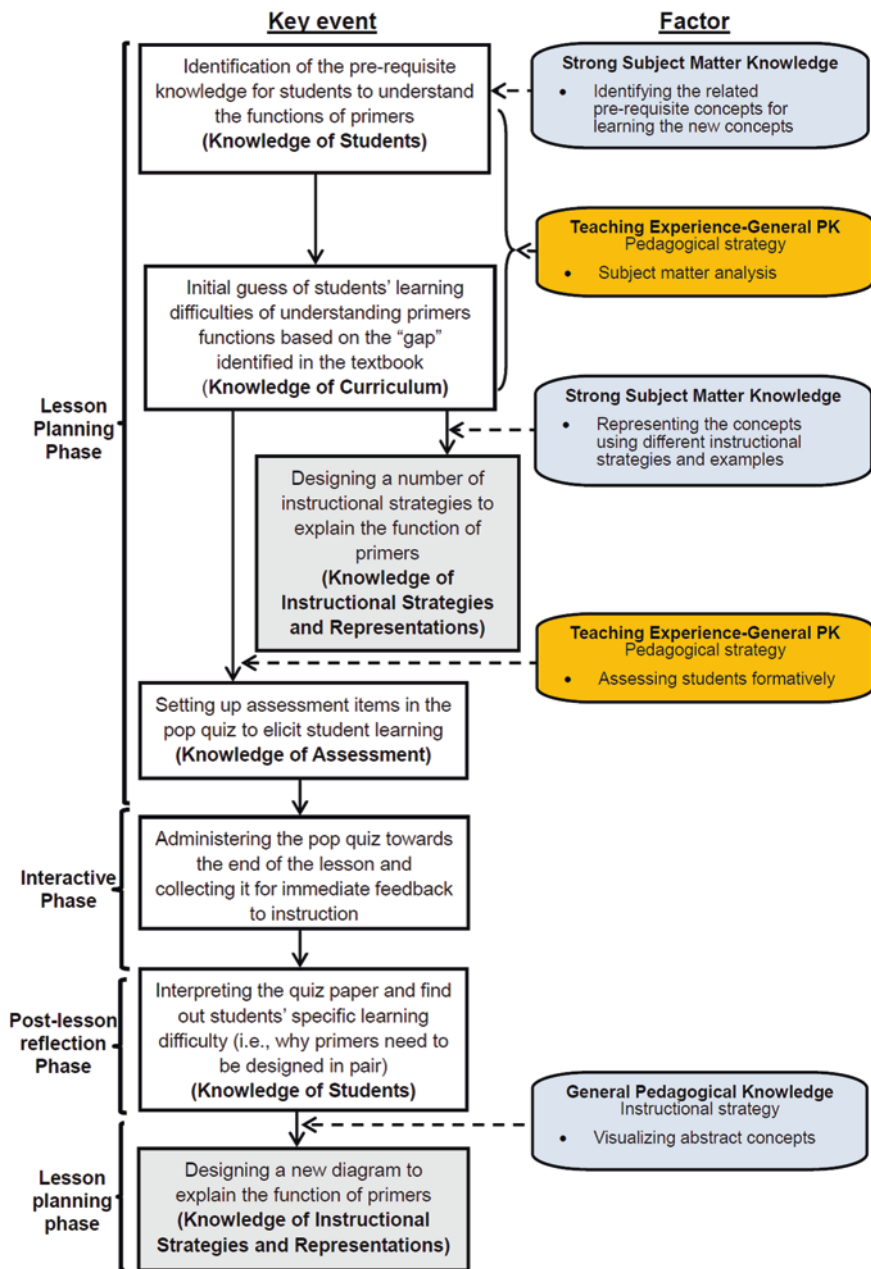 Key event
Factor
Identification of the pre-requisite
knowledge for students to understand
the functions of primers
(Knowledge of Students)
Strong Subject Matter Knowledge
• Identifying the related
pre-requisite concepts for
learning the new concepts
Teaching Experience-General PK
Pedagogical strategy
• Subject matter analysis
Initial guess of students' learning
difficulties of understanding primers
functions based on the “gap”
identified in the textbook
(Knowledge of Curriculum)
Lesson
Planning
Phase
Strong Subject Matter Knowledge
• Representing the concepts
using different instructional
strategies and examples
Designing a number of
instructional strategies to
explain the function of
primers
(Knowledge of
Instructional Strategies
and Representations)
Teaching Experience-General PK
Pedagogical strategy
• Assessing students formatively
Setting up assessment items in the
pop quiz to elicit student learning
(Knowledge of Assessment)
Interactive
Phase
Administering the pop quiz towards
the end of the lesson and
collecting it for immediate feedback
to instruction
Post-lesson
reflection
Phase
Interpreting the quiz paper and find
out students' specific learning
difficulty (i.e., why primers need to
be designed in pair)
(Knowledge of Students)
General Pedagogical Knowledge
Instructional strategy
• Visualizing abstract concepts
Lesson
planning
phase
Designing a new diagram to
explain the function of primers
(Knowledge of Instructional
Strategies and Representations)